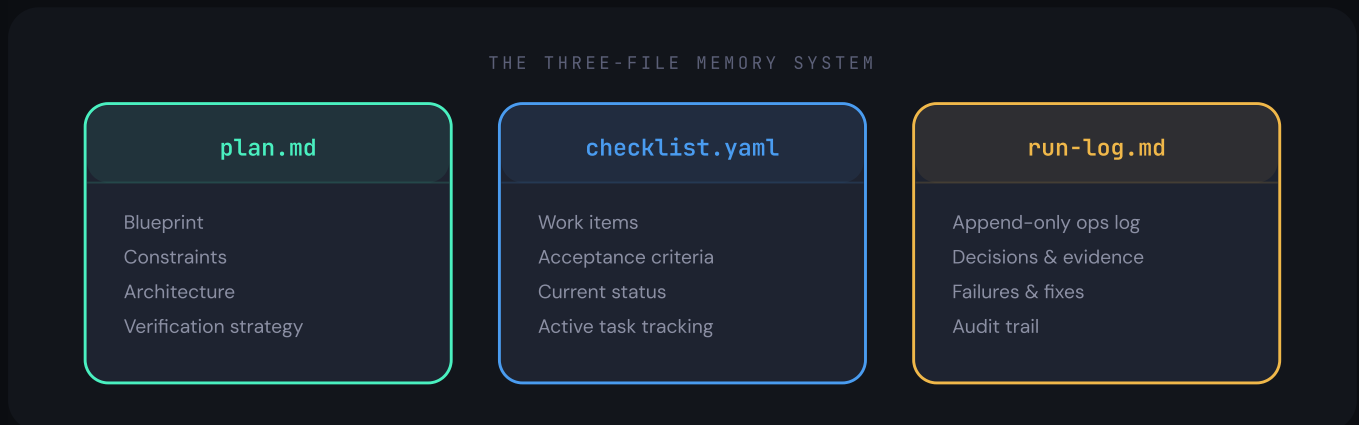 THE THREE-FILE MEMORY SYSTEM
plan.md
Blueprint
Constraints
Architecture
Verification strategy
checklist.yaml
Work items
Acceptance criteria
Current status
Active task tracking
run-log.md
Append-only ops log
Decisions & evidence
Failures & fixes
Audit trail